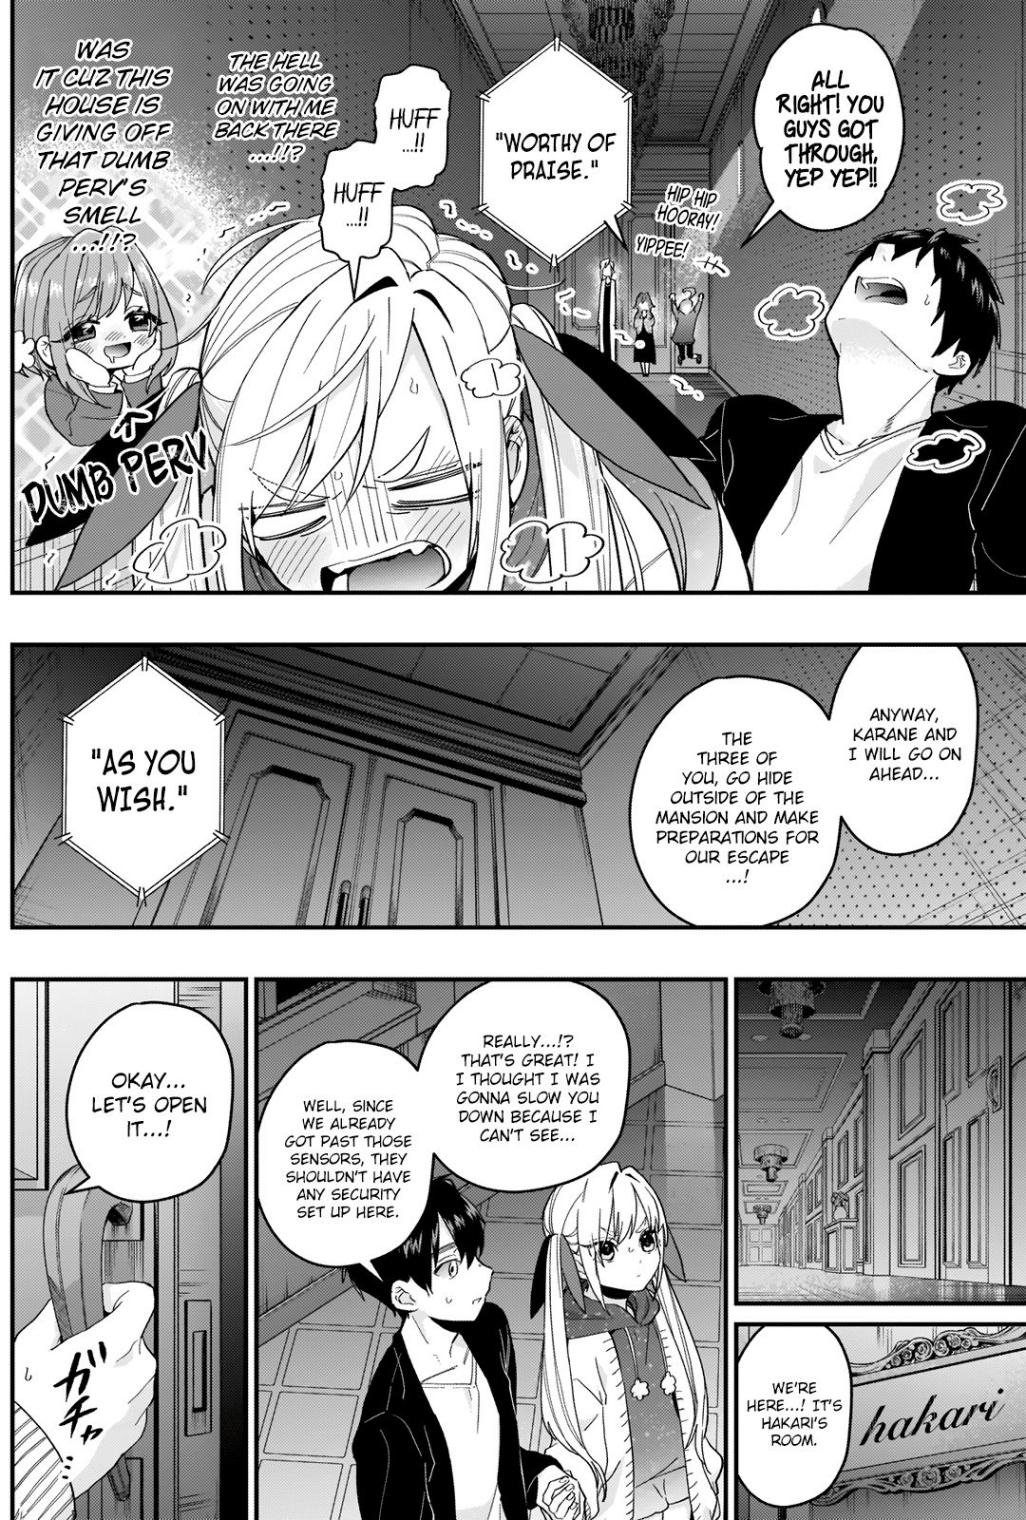 ALL
RIGHT! YOU
GUYS GOT
THROUGH,
YEP YEP!!
HIP HIP
HOORAY!
YIPPEE!
"WORTHY OF
PRAISE."
HUFF
...!!
HUFF
...!!
THE HELL
WAS GOING
ON WITH ME
BACK THERE
...!!?
WAS
IT CUZ THIS
HOUSE IS
GIVING OFF
THAT DUMB
PERV'S
SMELL
...!!?
DUMB PERV
ANYWAY,
KARANE AND
I WILL GO ON
AHEAD...
THE
THREE OF
YOU, GO HIDE
OUTSIDE OF THE
MANSION AND MAKE
PREPARATIONS FOR
OUR ESCAPE
...!
"AS YOU
WISH."
WE'RE
HERE...! IT'S
HAKARI'S
ROOM.
hakari
REALLY...!?
THAT'S GREAT! I
I THOUGHT I WAS
GONNA SLOW YOU
DOWN BECAUSE I
CAN'T SEE...
WELL, SINCE
WE ALREADY
GOT PAST THOSE
SENSORS, THEY
SHOULDN'T HAVE
ANY SECURITY
SET UP HERE.
OKAY...
LET'S OPEN
IT...!
ガチャ